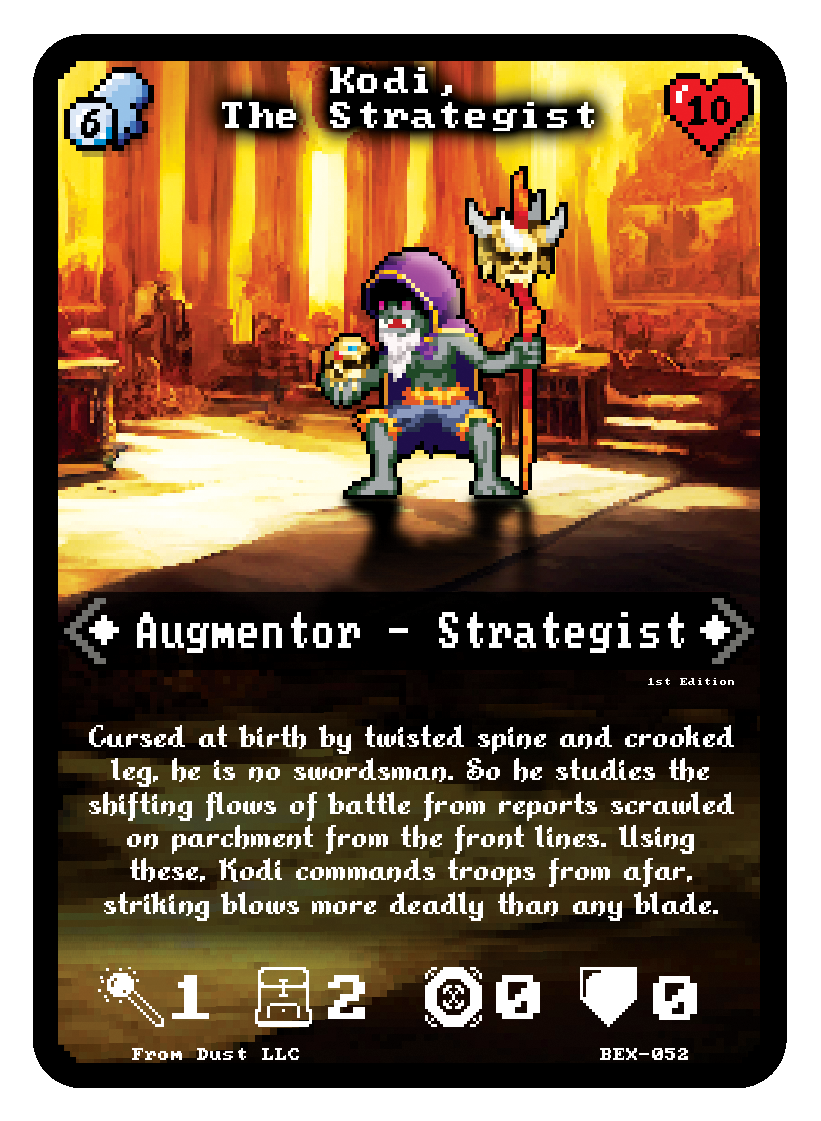 Kodi,
The Strategist
6
10
Augmentor - Strategist
1st Edition
Cursed at birth by twisted spine and crooked
leg, he is no swordsman. So he studies the
shifting flows of battle from reports scrawled
on parchment from the front lines. Using
these, Kodi commands troops from afar,
striking blows more deadly than any blade.
1 2 0 0
From Dust LLC BEX-052